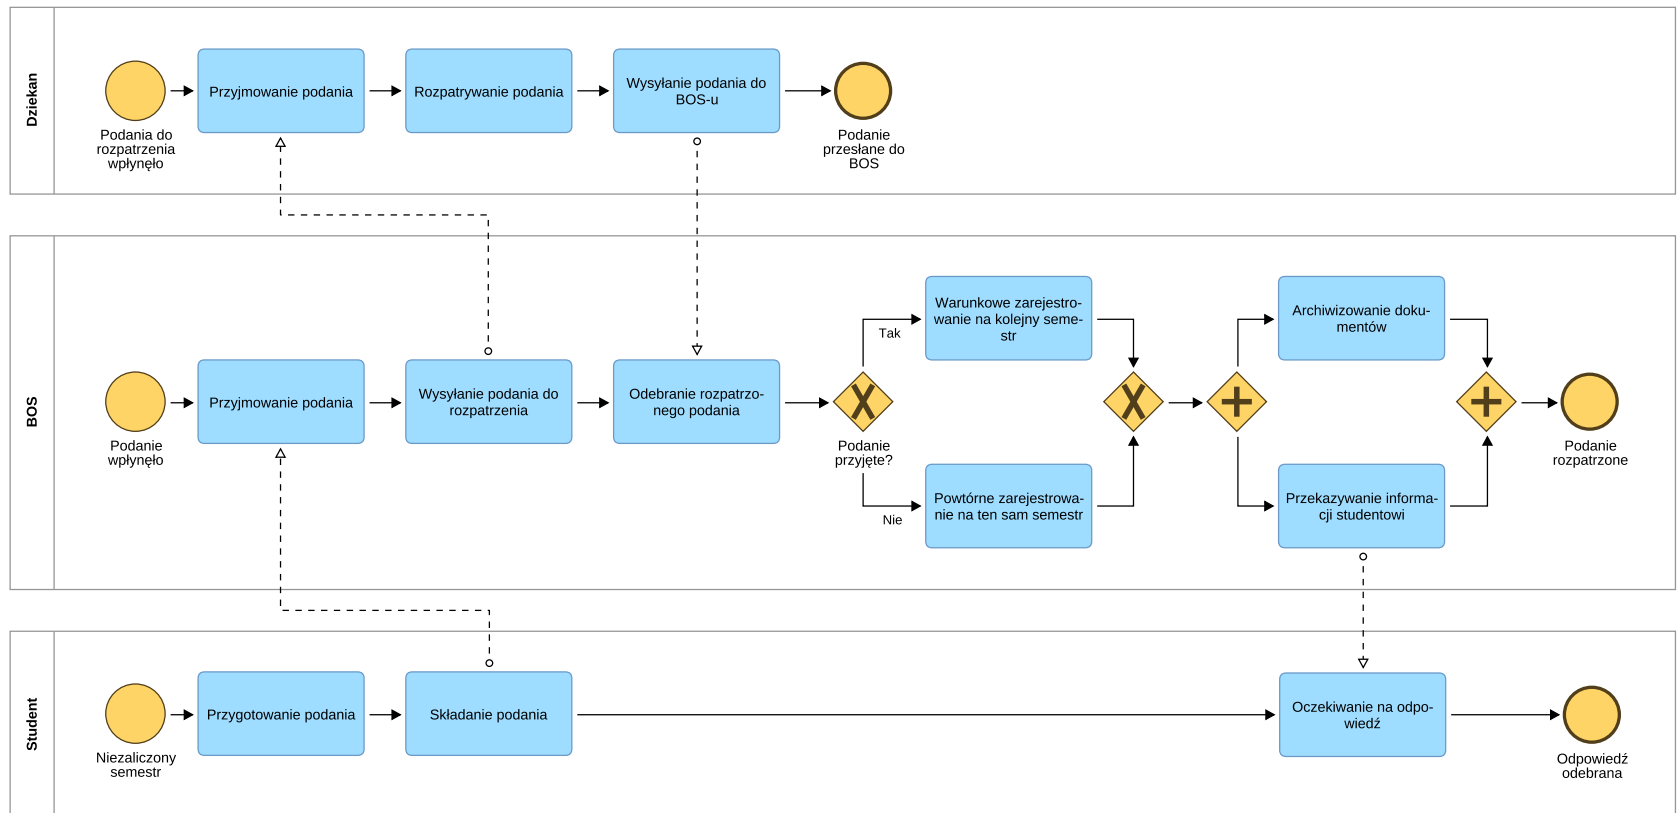 Dziekan
Podania do
rozpatrzenia
wpłynęło
Przyjmowanie podania
Rozpatrywanie podania
Wysyłanie podania do
BOS-u
Podanie
przesłane do
BOS
BOS
Podanie
wpłynęło
Przyjmowanie podania
Wysyłanie podania do
rozpatrzenia
Odebranie rozpatrzo-
nego podania
Podanie
przyjęte?
Tak
Nie
Warunkowe zarejestro-
wanie na kolejny seme-
str
Powtórne zarejestrowa-
nie na ten sam semestr
Archiwizowanie doku-
mentów
Przekazywanie informa-
cji studentowi
Podanie
rozpatrzone
Student
Niezaliczony
semestr
Przygotowanie podania
Składanie podania
Oczekiwanie na odpo-
wiedź
Odpowiedź
odebrana